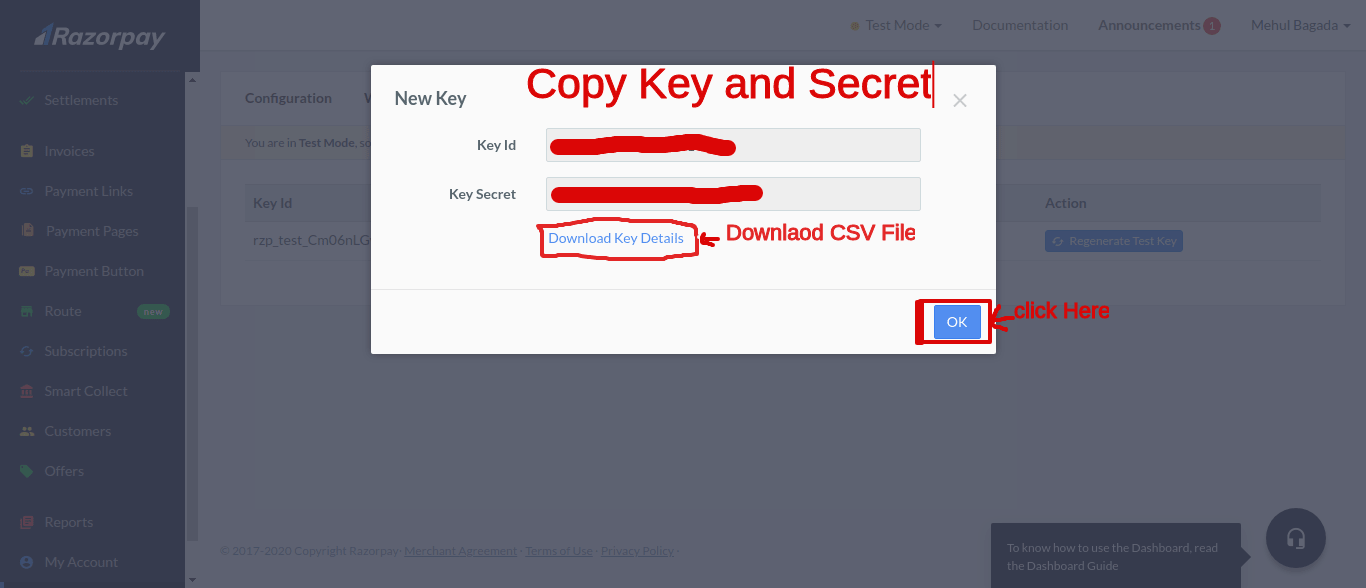 Razorpay
Test Mode Documentation Announcements 1 Mehul Bagada
Settlements
Invoices
Payment Links
Payment Pages
Payment Button
Route NEW
Subscriptions
Smart Collect
Customers
Offers
Reports
My Account
Configuration
You are in Test Mode, so
Key Id Action
rzp_test_Cm06nLG Regenerate Test Key
Copy Key and Secret
New Key ×
Key Id
Key Secret
Download Key Details Downlaod CSV File
OK click Here
© 2017-2020 Copyright Razorpay· Merchant Agreement · Terms of Use · Privacy Policy ·
To know how to use the Dashboard, read
the Dashboard Guide